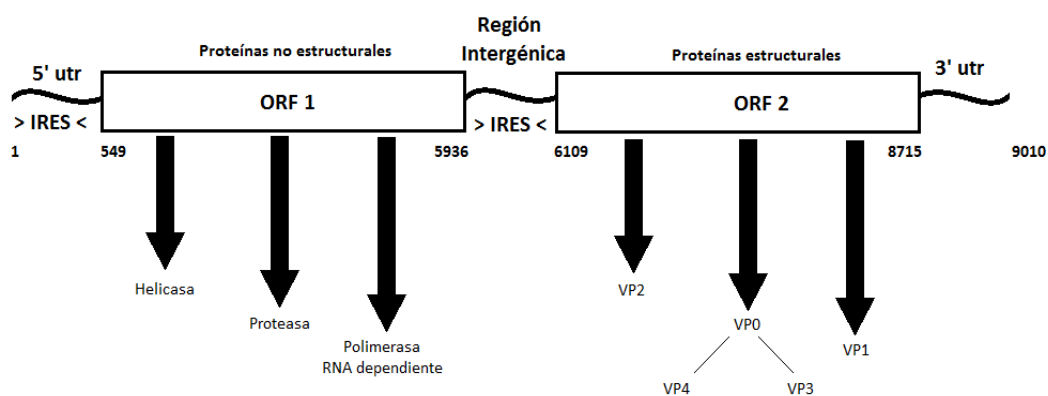 Región
Intergénica
Proteínas no estructurales
Proteínas estructurales
5' utr
3' utr
ORF 1
ORF 2
> IRES <
> IRES <
1
549
5936
6109
8715
9010
Helicasa
Proteasa
Polimerasa
RNA dependiente
VP2
VP0
VP1
VP4
VP3